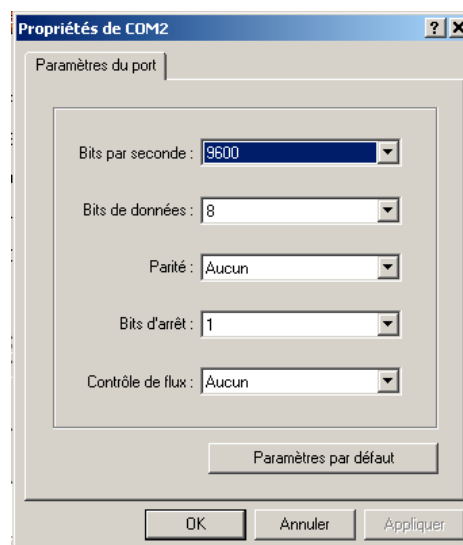 Propriétés de COM2
Paramètres du port
Bits par seconde : 9600
Bits de données : 8
Parité : Aucun
Bits d'arrêt : 1
Contrôle de flux : Aucun
Paramètres par défaut
OK Annuler Appliquer